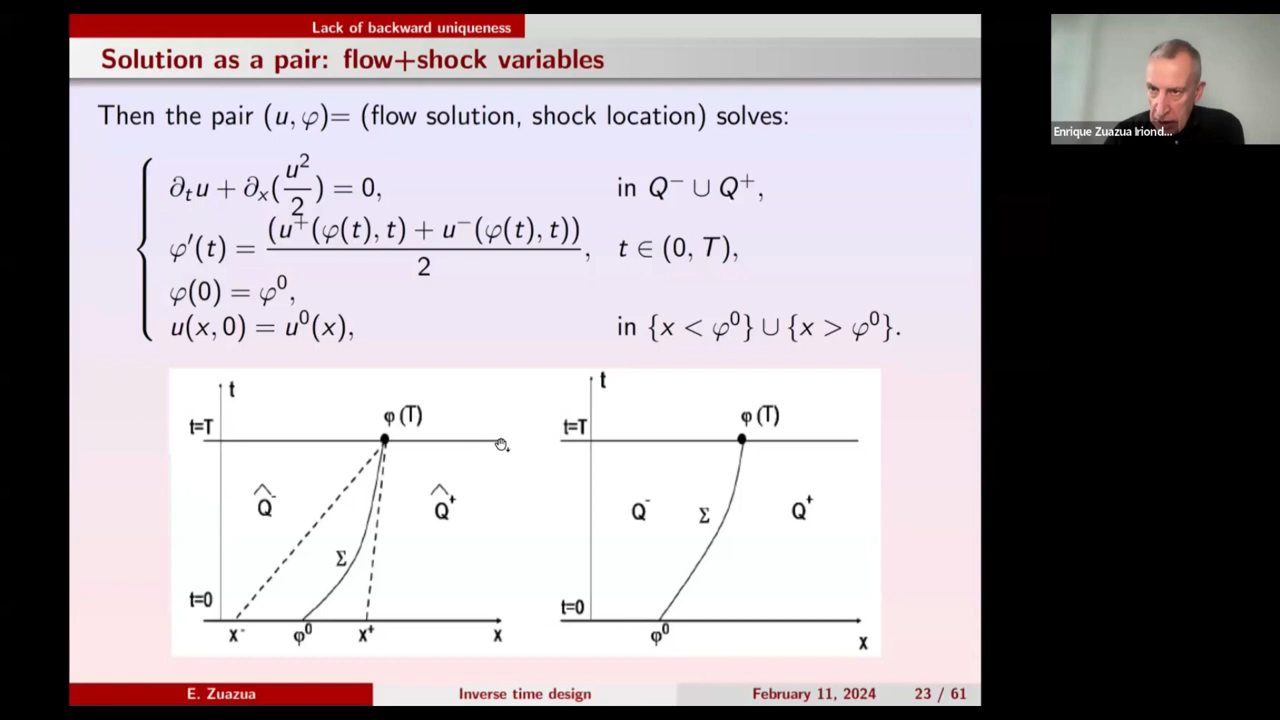 Lack of backward uniqueness
Solution as a pair: flow+shock variables
Enrique Zuazua Iriond...
Then the pair (u, φ)= (flow solution, shock location) solves:
∂ₜu + ∂ₓ(u²/2) = 0, in Q⁻ ∪ Q⁺,
φ′(t) = (u⁺(φ(t), t) + u⁻(φ(t), t))/2, t ∈ (0, T),
φ(0) = φ⁰,
u(x, 0) = u⁰(x), in {x < φ⁰} ∪ {x > φ⁰}.
t
φ(T)
t=T
Q̂⁻
Q̂⁺
Σ
t=0
x⁻ φ⁰ x⁺ x
t
φ(T)
t=T
Q⁻ Σ Q⁺
t=0
φ⁰ x
E. Zuazua Inverse time design February 11, 2024 23 / 61